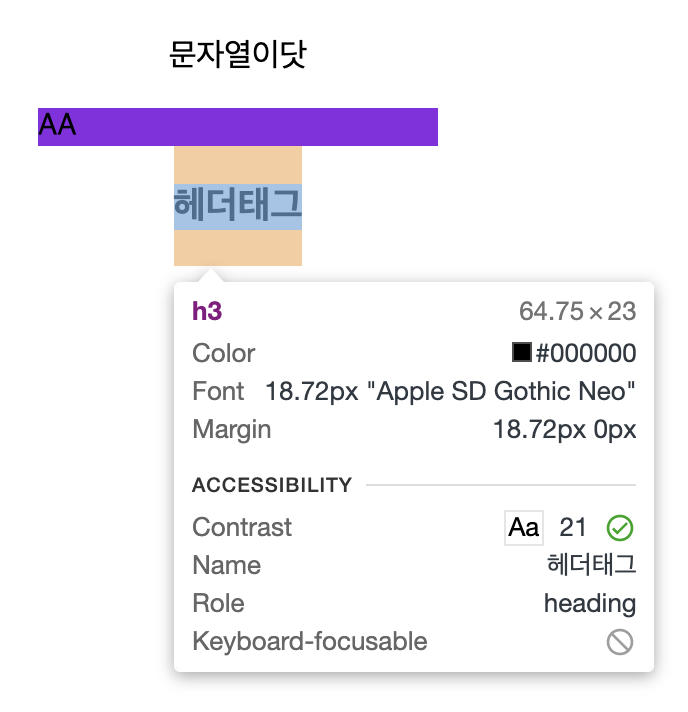 문자열이닷
AA
헤더태그
h3 64.75×23
Color #000000
Font 18.72px "Apple SD Gothic Neo"
Margin 18.72px 0px
ACCESSIBILITY
Contrast Aa 21
Name 헤더태그
Role heading
Keyboard-focusable